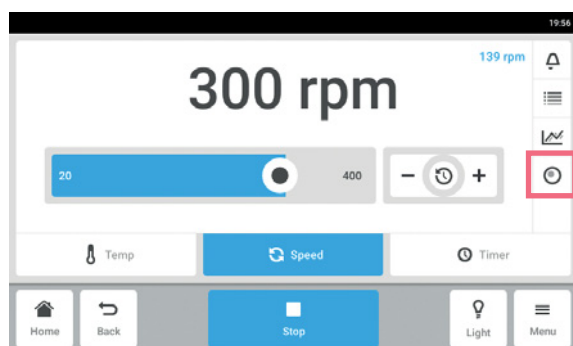 19:56
139 rpm
300 rpm
20
400
− +
Temp
Speed
Timer
Home
Back
Stop
Light
Menu